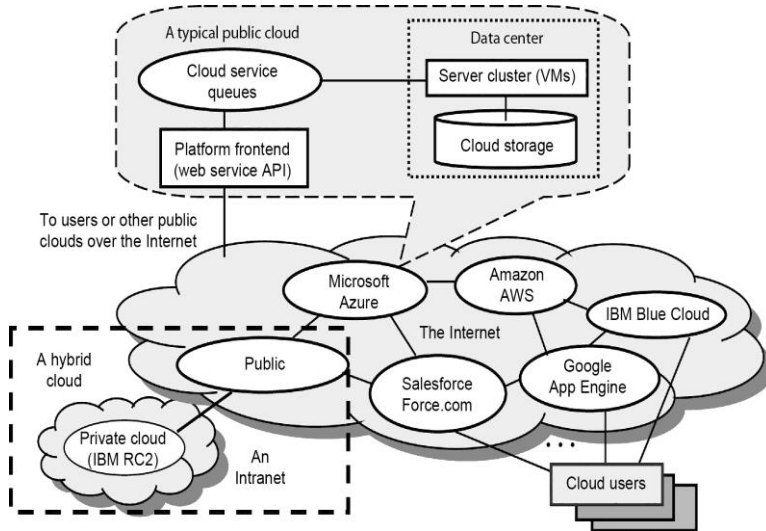 A typical public cloud
Data center
Cloud service
queues
Server cluster (VMs)
Platform frontend
(web service API)
Cloud storage
To users or other public
clouds over the Internet
Microsoft
Azure
Amazon
AWS
IBM Blue Cloud
The Internet
A hybrid
cloud
Public
Salesforce
Force.com
Google
App Engine
Private cloud
(IBM RC2)
An
Intranet
...
Cloud users